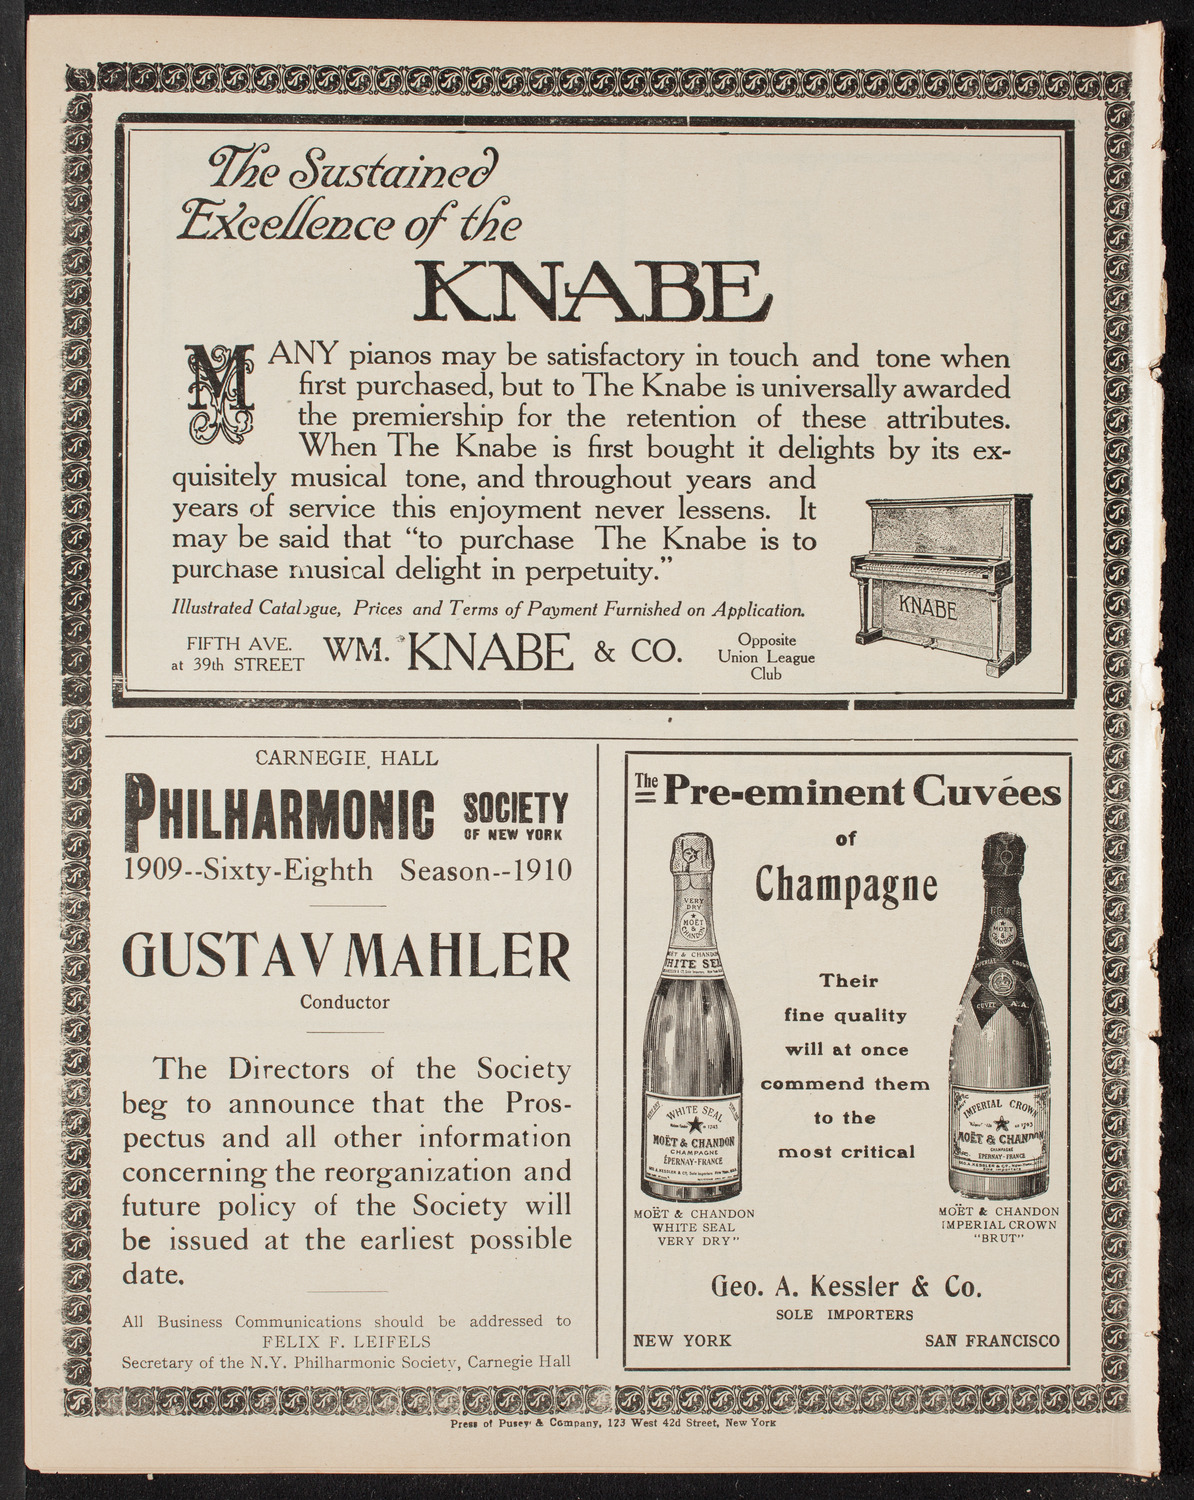 The Sustained
Excellence of the
KNABE
MANY pianos may be satisfactory in touch and tone when
first purchased, but to The Knabe is universally awarded
the premiership for the retention of these attributes.
When The Knabe is first bought it delights by its ex-
quisitely musical tone, and throughout years and
years of service this enjoyment never lessens. It
may be said that "to purchase The Knabe is to
purchase musical delight in perpetuity."
KNABE
Illustrated Catalogue, Prices and Terms of Payment Furnished on Application.
FIFTH AVE.
at 39th STREET
WM. KNABE & CO.
Opposite
Union League
Club
CARNEGIE HALL
PHILHARMONIC SOCIETY
OF NEW YORK
1909--Sixty-Eighth Season--1910
GUSTAV MAHLER
Conductor
The Directors of the Society
beg to announce that the Pros-
pectus and all other information
concerning the reorganization and
future policy of the Society will
be issued at the earliest possible
date.
All Business Communications should be addressed to
FELIX F. LEIFELS
Secretary of the N.Y. Philharmonic Society, Carnegie Hall
The Pre-eminent Cuvées
of
Champagne
Their
fine quality
will at once
commend them
to the
most critical
VERY
DRY
MOËT
&
CHANDON
WHITE SEAL
WHITE SEAL
MOËT & CHANDON
CHAMPAGNE
ÉPERNAY-FRANCE
MOËT & CHANDON
WHITE SEAL
VERY DRY"
BRUT
MOËT
&
CHANDON
IMPERIAL CROWN
CUVÉE A.A.
IMPERIAL CROWN
MOËT & CHANDON
CHAMPAGNE
ÉPERNAY-FRANCE
MOËT & CHANDON
IMPERIAL CROWN
"BRUT"
Geo. A. Kessler & Co.
SOLE IMPORTERS
NEW YORK SAN FRANCISCO
Press of Pusey & Company, 123 West 42d Street, New York